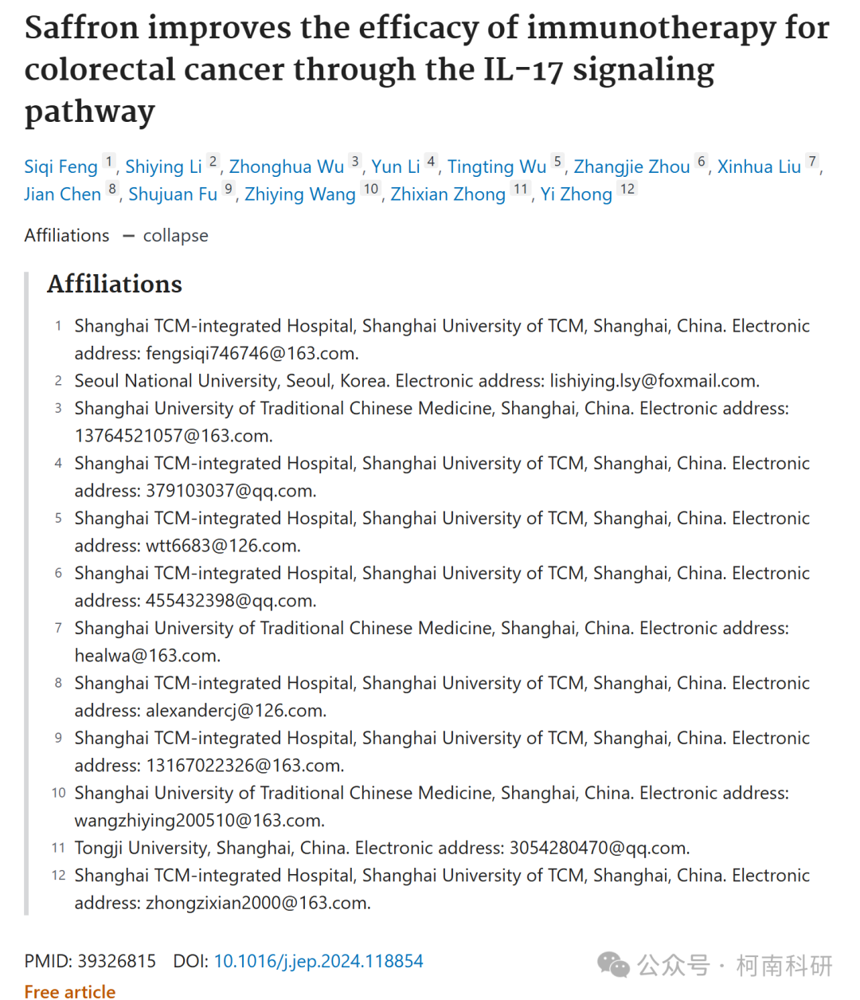 Saffron improves the efficacy of immunotherapy for
colorectal cancer through the IL-17 signaling
pathway
Siqi Feng 1, Shiying Li 2, Zhonghua Wu 3, Yun Li 4, Tingting Wu 5, Zhangjie Zhou 6, Xinhua Liu 7,
Jian Chen 8, Shujuan Fu 9, Zhiying Wang 10, Zhixian Zhong 11, Yi Zhong 12
Affiliations — collapse
Affiliations
1 Shanghai TCM-integrated Hospital, Shanghai University of TCM, Shanghai, China. Electronic
address: fengsiqi746746@163.com.
2 Seoul National University, Seoul, Korea. Electronic address: lishiying.lsy@foxmail.com.
3 Shanghai University of Traditional Chinese Medicine, Shanghai, China. Electronic address:
13764521057@163.com.
4 Shanghai TCM-integrated Hospital, Shanghai University of TCM, Shanghai, China. Electronic
address: 379103037@qq.com.
5 Shanghai TCM-integrated Hospital, Shanghai University of TCM, Shanghai, China. Electronic
address: wtt6683@126.com.
6 Shanghai TCM-integrated Hospital, Shanghai University of TCM, Shanghai, China. Electronic
address: 455432398@qq.com.
7 Shanghai University of Traditional Chinese Medicine, Shanghai, China. Electronic address:
healwa@163.com.
8 Shanghai TCM-integrated Hospital, Shanghai University of TCM, Shanghai, China. Electronic
address: alexandercj@126.com.
9 Shanghai TCM-integrated Hospital, Shanghai University of TCM, Shanghai, China. Electronic
address: 13167022326@163.com.
10 Shanghai University of Traditional Chinese Medicine, Shanghai, China. Electronic address:
wangzhiying200510@163.com.
11 Tongji University, Shanghai, China. Electronic address: 3054280470@qq.com.
12 Shanghai TCM-integrated Hospital, Shanghai University of TCM, Shanghai, China. Electronic
address: zhongzixian2000@163.com.
PMID: 39326815 DOI: 10.1016/j.jep.2024.118854
公众号 · 柯南科研
Free article